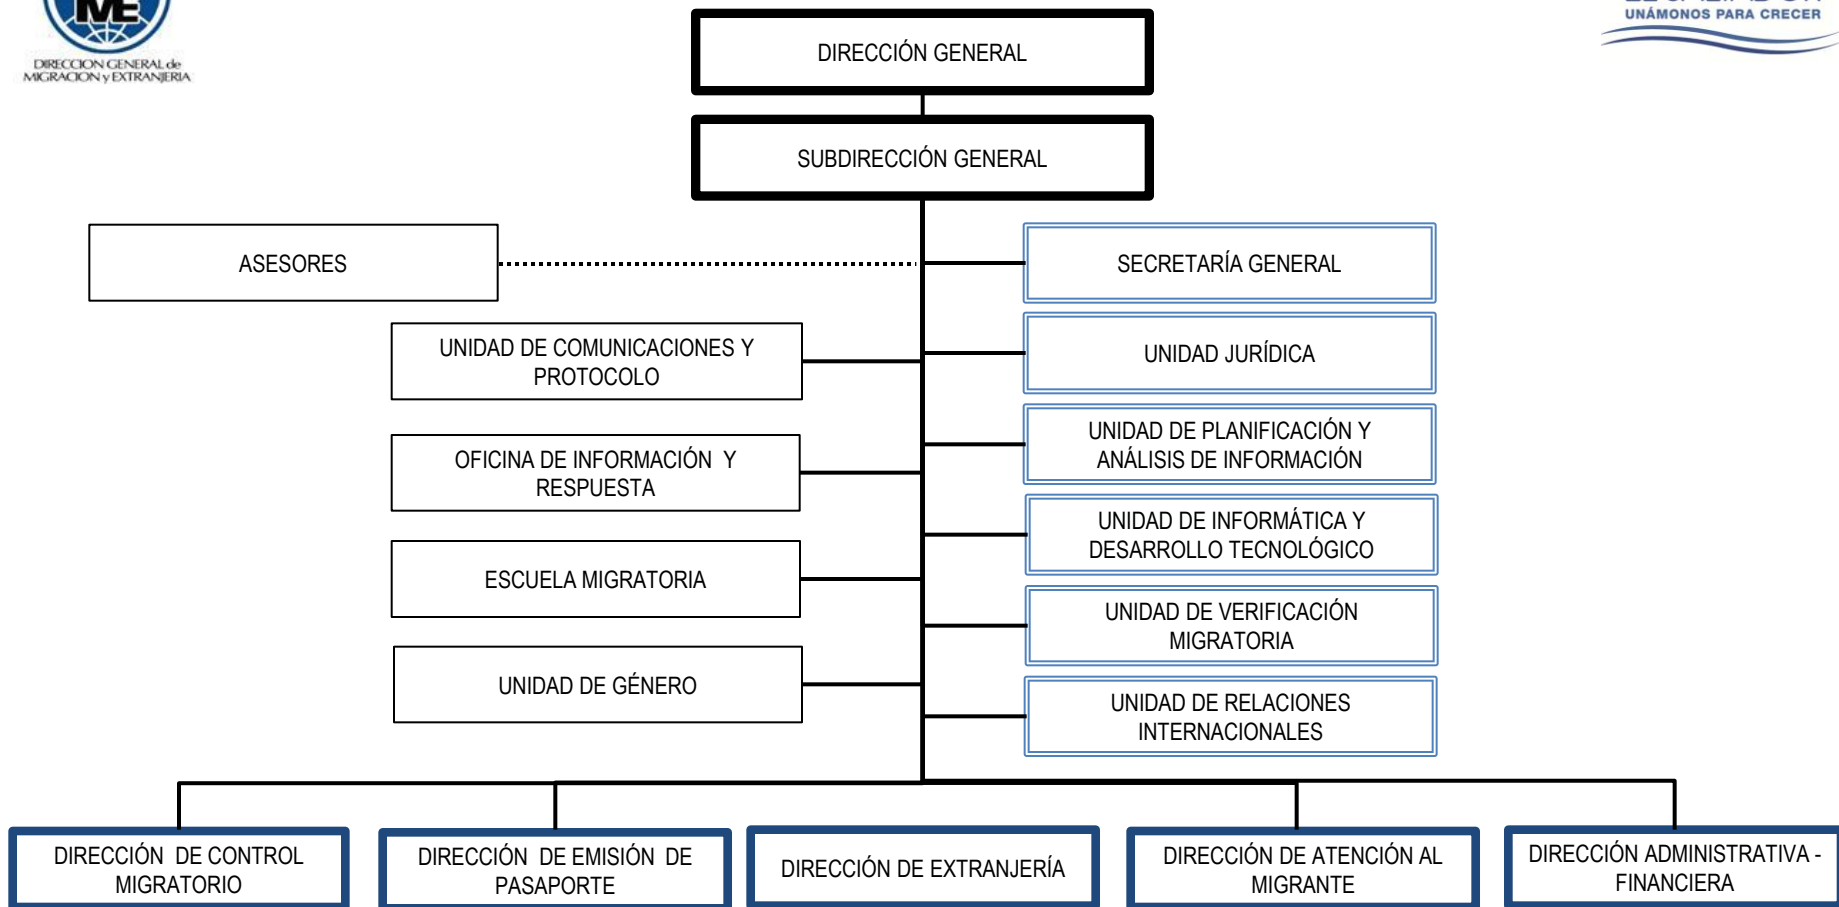 DIRECCION GENERAL de
MIGRACION y EXTRANJERIA
UNÁMONOS PARA CRECER
DIRECCIÓN GENERAL
SUBDIRECCIÓN GENERAL
ASESORES
SECRETARÍA GENERAL
UNIDAD DE COMUNICACIONES Y
PROTOCOLO
UNIDAD JURÍDICA
OFICINA DE INFORMACIÓN Y
RESPUESTA
UNIDAD DE PLANIFICACIÓN Y
ANÁLISIS DE INFORMACIÓN
UNIDAD DE INFORMÁTICA Y
DESARROLLO TECNOLÓGICO
ESCUELA MIGRATORIA
UNIDAD DE VERIFICACIÓN
MIGRATORIA
UNIDAD DE GÉNERO
UNIDAD DE RELACIONES
INTERNACIONALES
DIRECCIÓN DE CONTROL
MIGRATORIO
DIRECCIÓN DE EMISIÓN DE
PASAPORTE
DIRECCIÓN DE EXTRANJERÍA
DIRECCIÓN DE ATENCIÓN AL
MIGRANTE
DIRECCIÓN ADMINISTRATIVA -
FINANCIERA